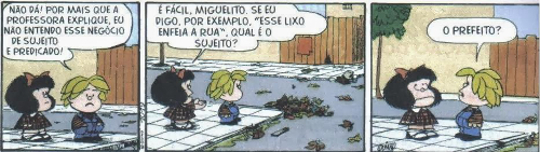 NÃO DÁ! POR MAIS QUE A
PROFESSORA EXPLIQUE, EU
NÃO ENTENDO ESSE NEGÓCIO
DE SUJEITO
E PREDICADO!
É FÁCIL, MIGUELITO. SE EU
DIGO, POR EXEMPLO, "ESSE LIXO
ENFEIA A RUA", QUAL É O
SUJEITO?
O PREFEITO?